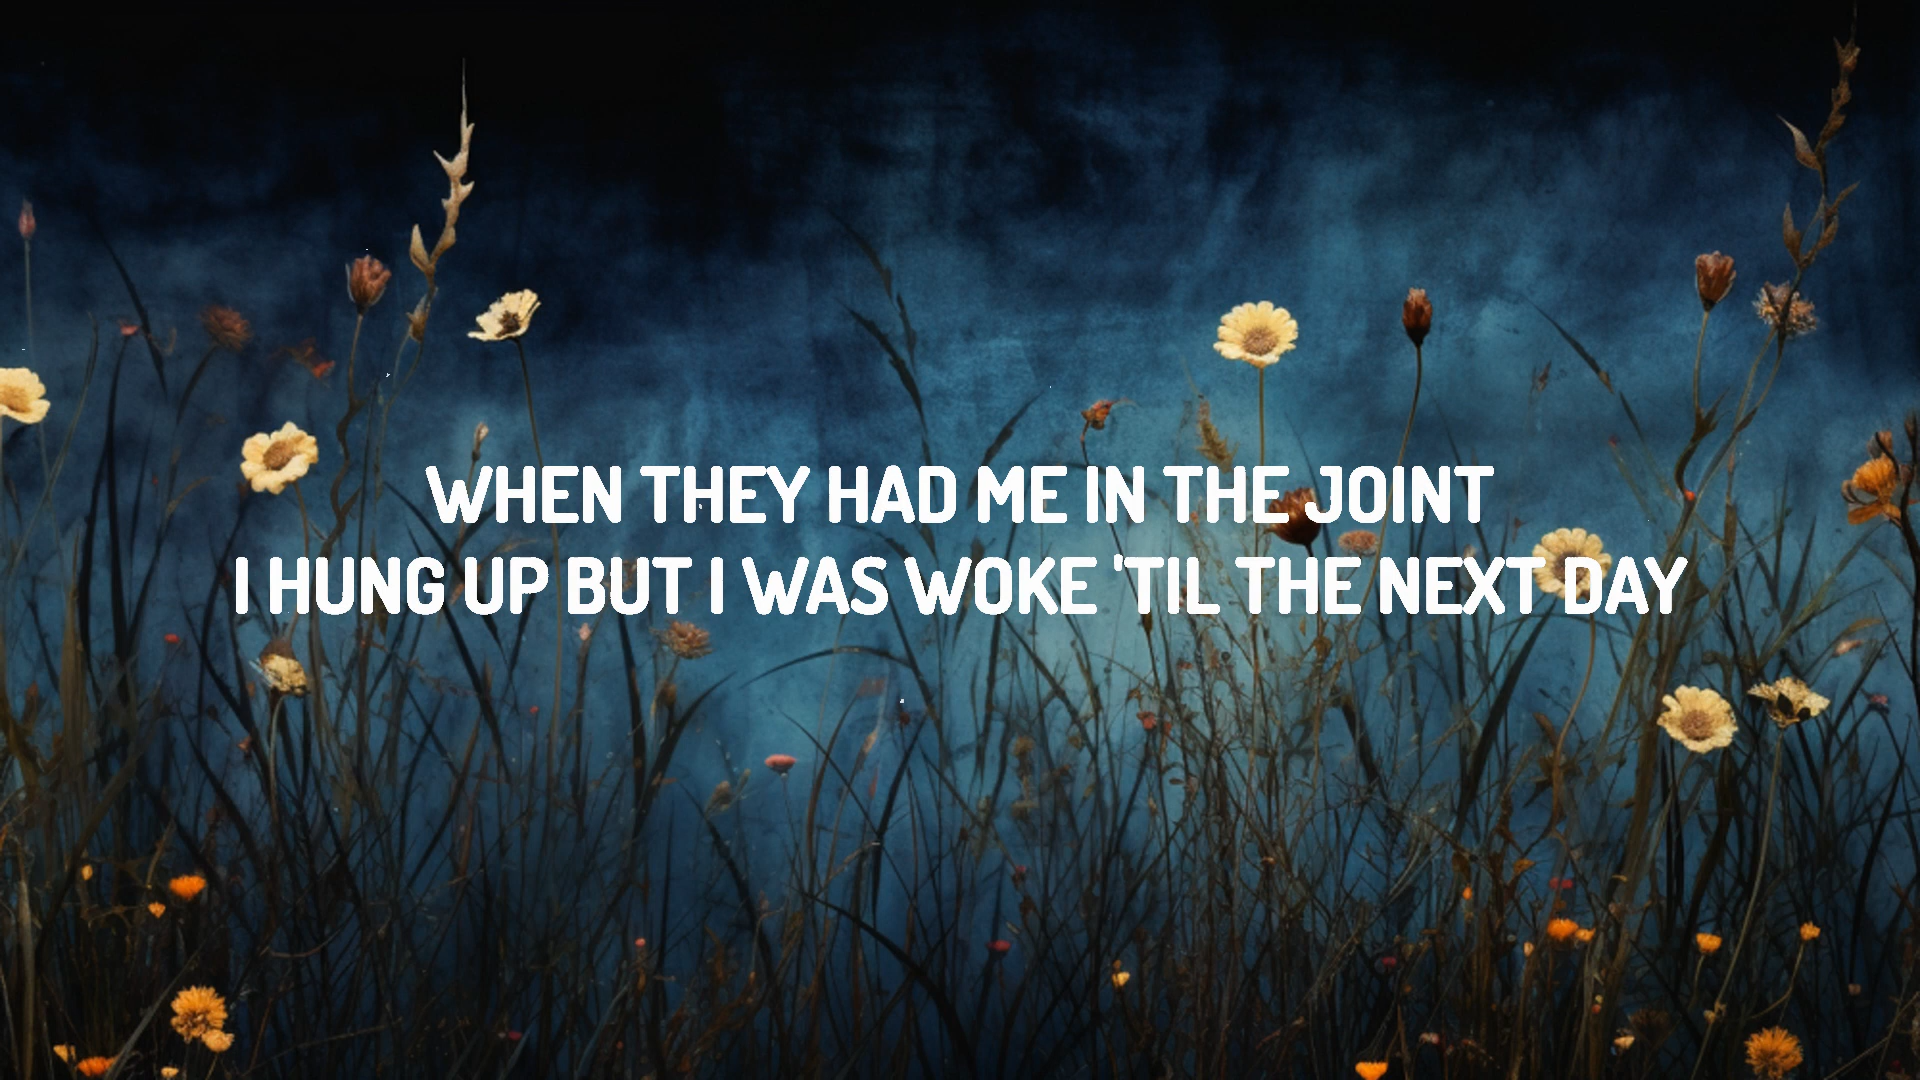 WHEN THEY HAD ME IN THE JOINT
I HUNG UP BUT I WAS WOKE 'TIL THE NEXT DAY